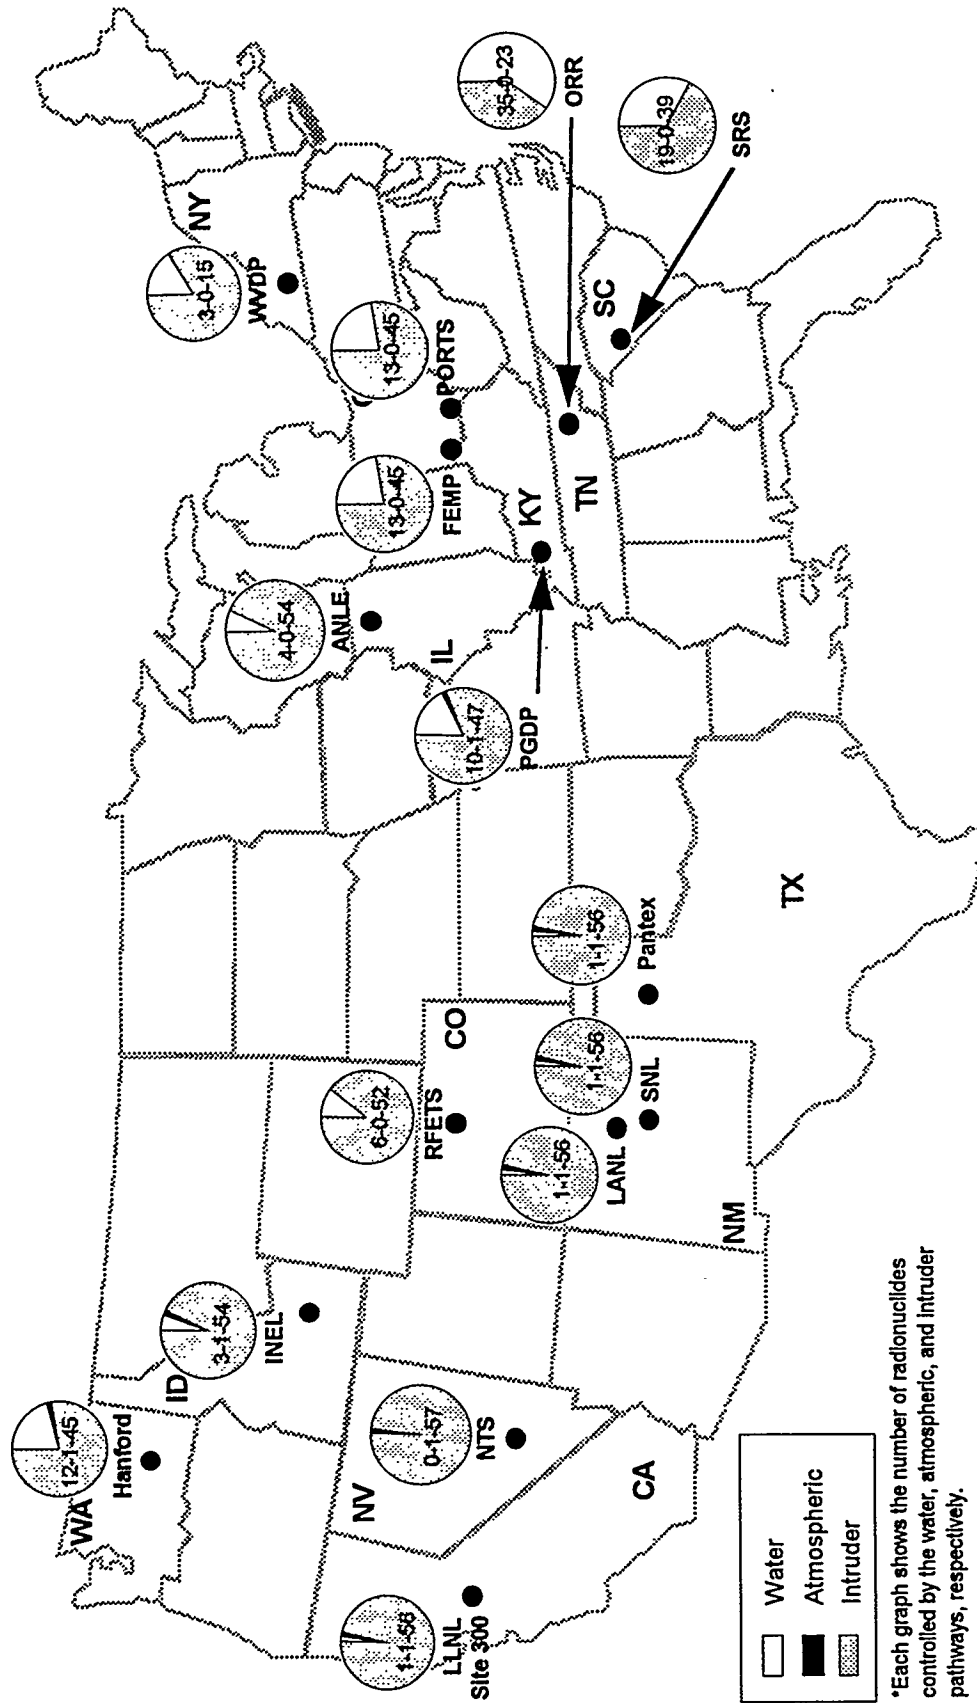 WA
12-1-45
Hanford
ID
3-1-54
INEL
NV
0-1-57
NTS
1-1-56
LLNL
Site 300
CA
6-0-52
RFETS
CO
1-1-56
LANL
1-1-56
SNL
NM
1-1-56
Pantex
TX
4-0-54
ANLE
IL
10-1-47
PGDP
KY
13-0-45
FEMP
13-0-45
PORTS
3-0-15
WVDP
NY
TN
35-0-23
ORR
SC
19-0-39
SRS
Water
Atmospheric
Intruder
*Each graph shows the number of radionuclides
controlled by the water, atmospheric, and intruder
pathways, respectively.